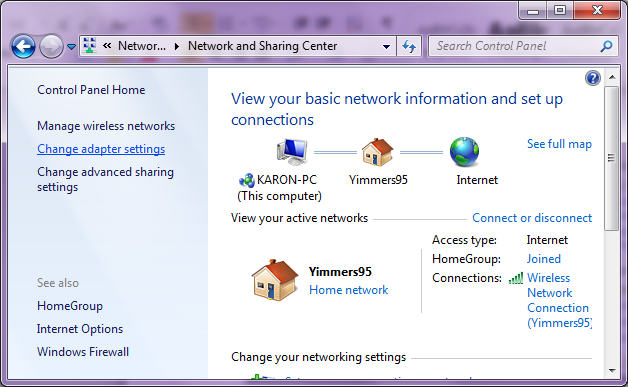 « Networ... ▸ Network and Sharing Center
Search Control Panel
Control Panel Home
Manage wireless networks
Change adapter settings
Change advanced sharing
settings
See also
HomeGroup
Internet Options
Windows Firewall
View your basic network information and set up
connections
See full map
KARON-PC
(This computer)
Yimmers95
Internet
View your active networks
Connect or disconnect
Yimmers95
Home network
Access type: Internet
HomeGroup: Joined
Connections: Wireless
Network
Connection
(Yimmers95)
Change your networking settings